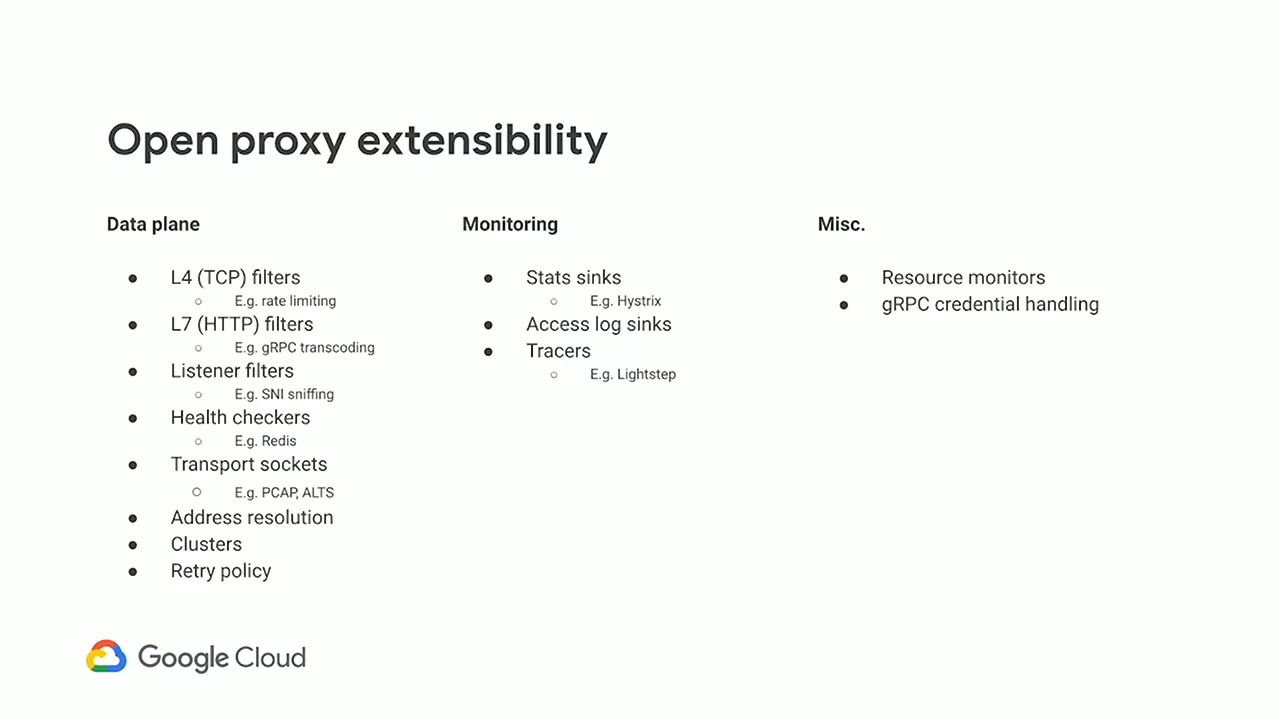 Open proxy extensibility
Data plane
L4 (TCP) filters
E.g. rate limiting
L7 (HTTP) filters
E.g. gRPC transcoding
Listener filters
E.g. SNI sniffing
Health checkers
E.g. Redis
Transport sockets
E.g. PCAP, ALTS
Address resolution
Clusters
Retry policy
Monitoring
Stats sinks
E.g. Hystrix
Access log sinks
Tracers
E.g. Lightstep
Misc.
Resource monitors
gRPC credential handling
Google Cloud